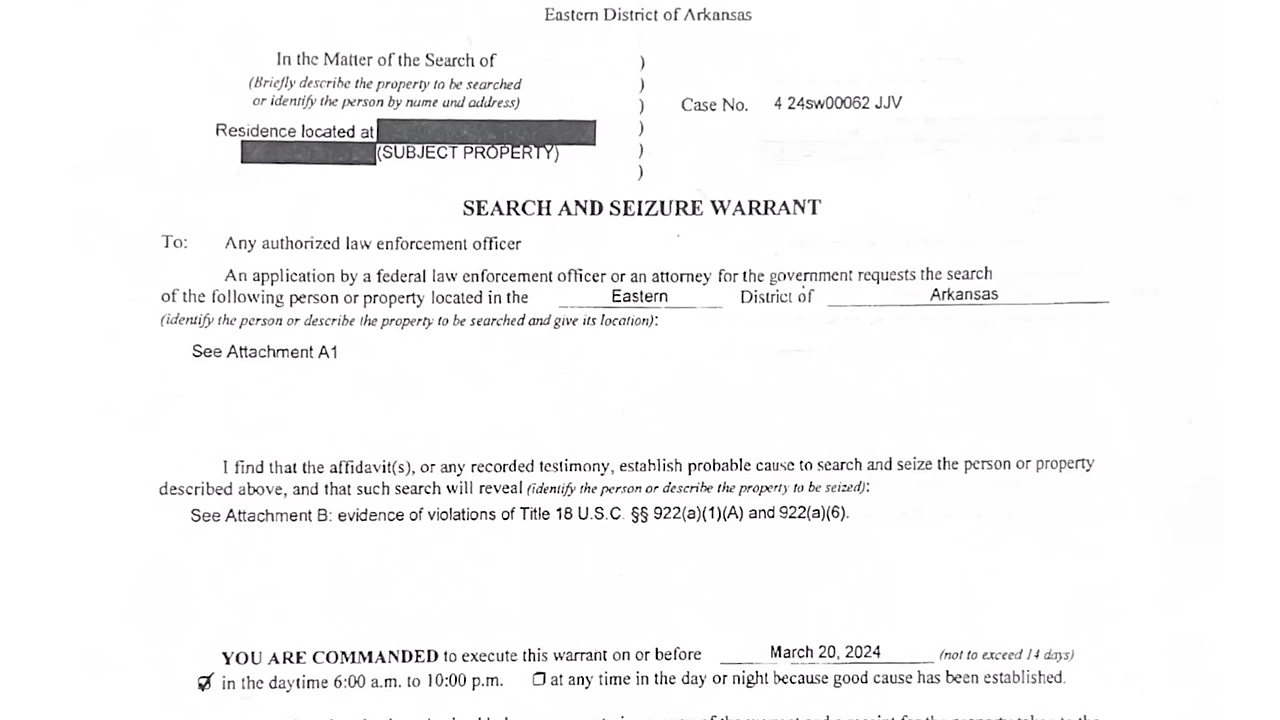 Eastern District of Arkansas
In the Matter of the Search of
(Briefly describe the property to be searched
or identify the person by name and address)
Case No. 4 24sw00062 JJV
Residence located at
(SUBJECT PROPERTY)
)
)
)
)
)
)
SEARCH AND SEIZURE WARRANT
To: Any authorized law enforcement officer
An application by a federal law enforcement officer or an attorney for the government requests the search
of the following person or property located in the Eastern District of Arkansas
(identify the person or describe the property to be searched and give its location):
See Attachment A1
I find that the affidavit(s), or any recorded testimony, establish probable cause to search and seize the person or property
described above, and that such search will reveal (identify the person or describe the property to be seized):
See Attachment B: evidence of violations of Title 18 U.S.C. §§ 922(a)(1)(A) and 922(a)(6).
YOU ARE COMMANDED to execute this warrant on or before March 20, 2024 (not to exceed 14 days)
in the daytime 6:00 a.m. to 10:00 p.m. at any time in the day or night because good cause has been established.